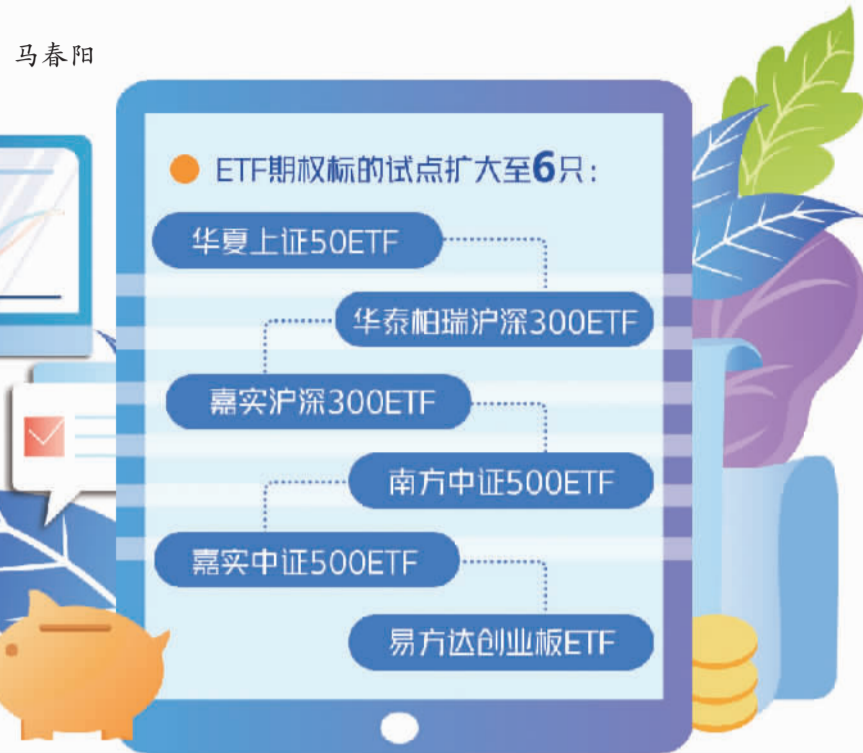 马春阳
ETF期权标的试点扩大至6只：
华夏上证50ETF
华泰柏瑞沪深300ETF
嘉实沪深300ETF
南方中证500ETF
嘉实中证500ETF
易方达创业板ETF